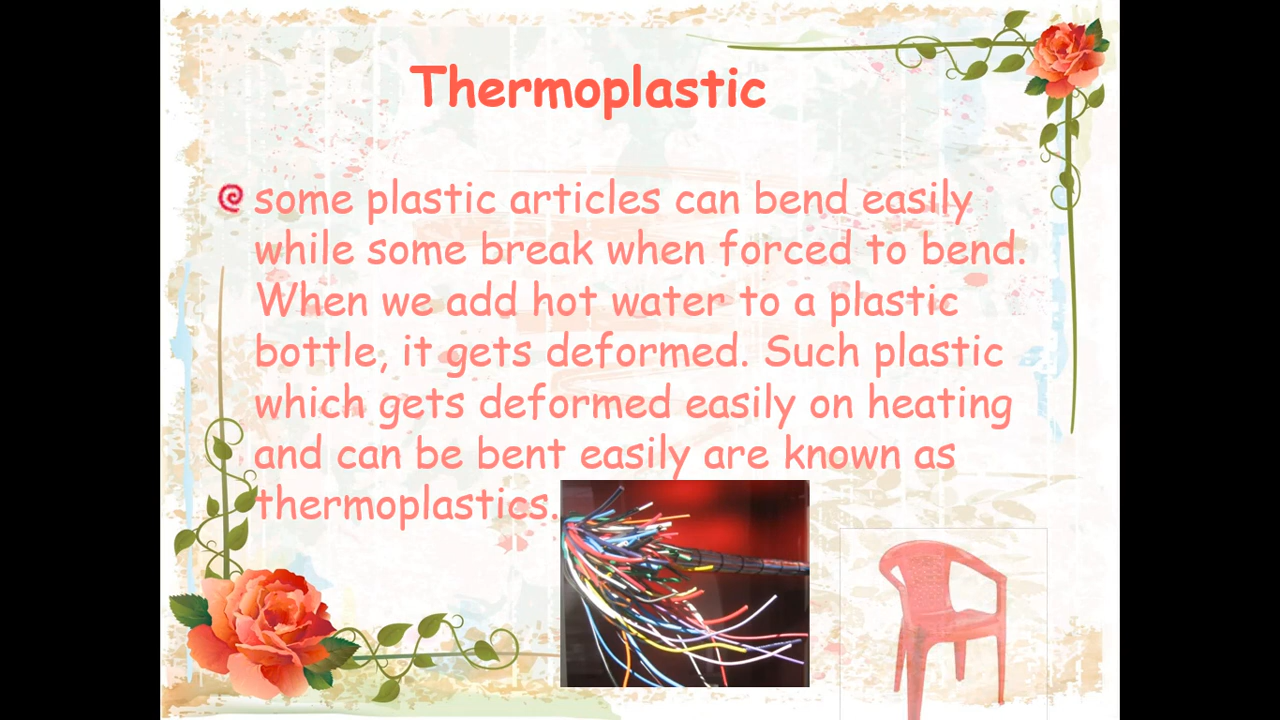 Thermoplastic
some plastic articles can bend easily
while some break when forced to bend.
When we add hot water to a plastic
bottle, it gets deformed. Such plastic
which gets deformed easily on heating
and can be bent easily are known as
thermoplastics.